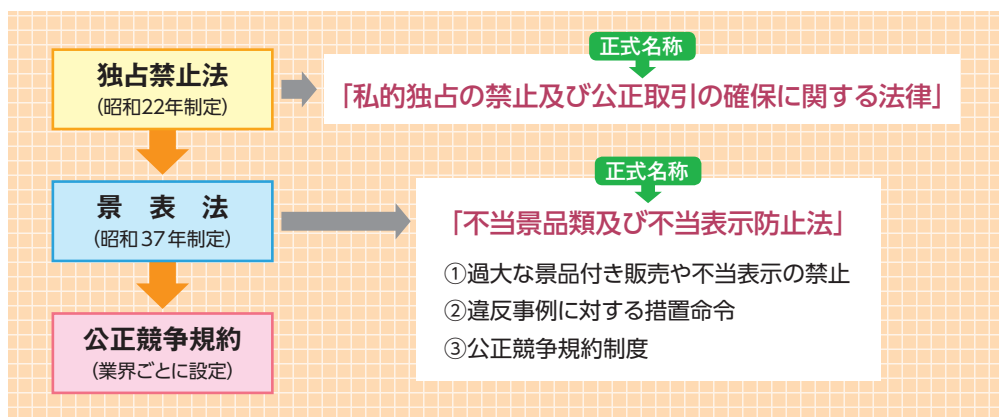 独占禁止法
(昭和22年制定)
正式名称
「私的独占の禁止及び公正取引の確保に関する法律」
景 表 法
(昭和37年制定)
正式名称
「不当景品類及び不当表示防止法」
①過大な景品付き販売や不当表示の禁止
②違反事例に対する措置命令
③公正競争規約制度
公正競争規約
(業界ごとに設定)